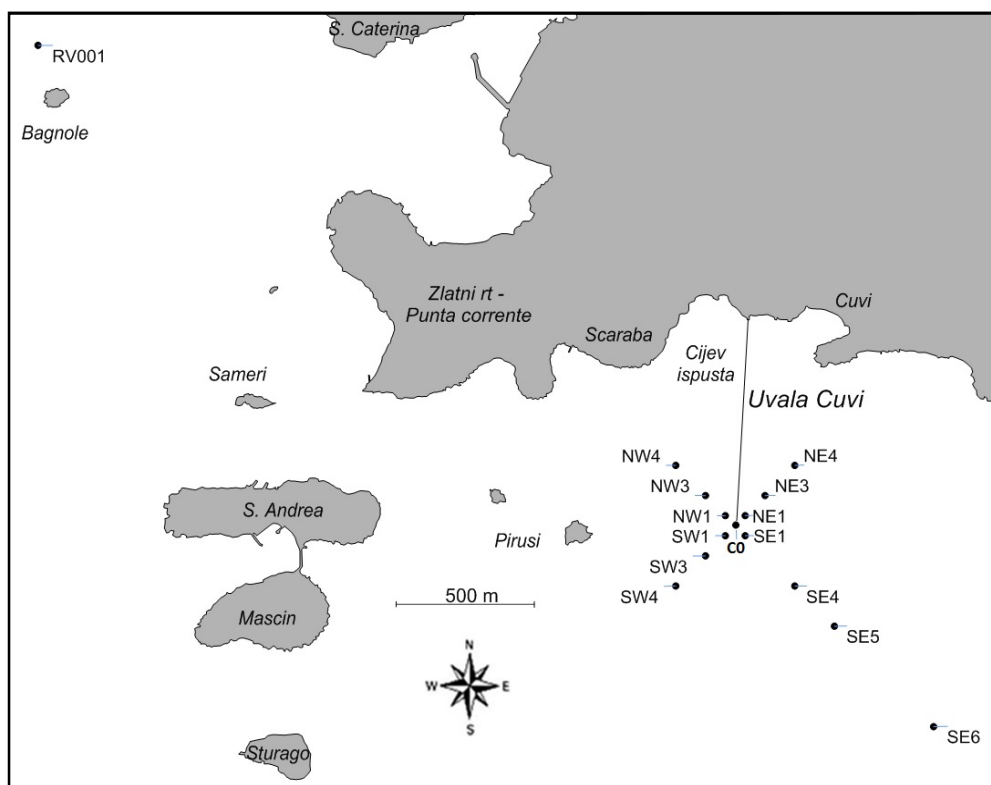 S. Caterina
RV001
Bagnole
Zlatni rt -
Punta corrente
Cuvi
Scaraba
Cijev
ispusta
Sameri
Uvala Cuvi
NW4
NE4
NW3
NE3
S. Andrea
NW1
NE1
Pirusi
SW1
SE1
C0
SW3
SW4
SE4
500 m
Mascin
SE5
N
W
E
S
SE6
Sturago